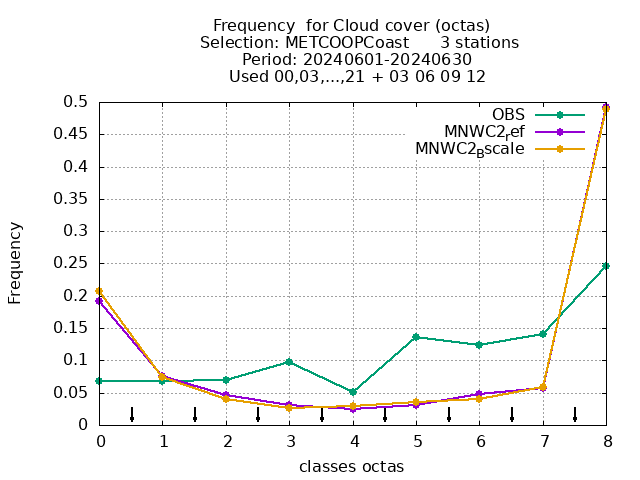 Frequency  for Cloud cover (octas)
Selection: METCOOPCoast      3 stations
Period: 20240601-20240630
Used 00,03,...,21 + 03 06 09 12
OBS
MNWC2ref
MNWC2Bscale
0.5
0.45
0.4
0.35
0.3
0.25
0.2
0.15
0.1
0.05
0
Frequency
0 1 2 3 4 5 6 7 8
classes octas